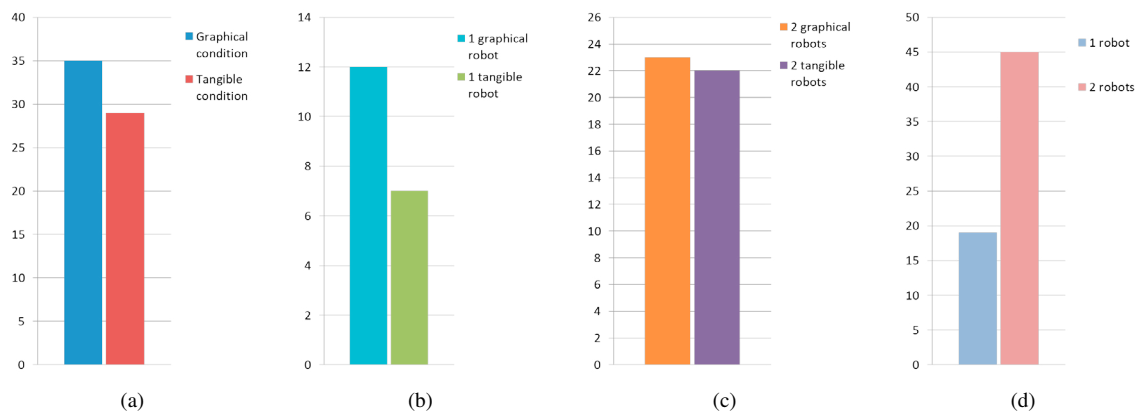 40
35
30
25
20
15
10
5
0
Graphical
condition
Tangible
condition
(a)
14
12
10
8
6
4
2
0
1 graphical
robot
1 tangible
robot
(b)
26
24
22
20
18
16
14
12
10
8
6
4
2
0
2 graphical
robots
2 tangible
robots
(c)
50
45
40
35
30
25
20
15
10
5
0
1 robot
2 robots
(d)